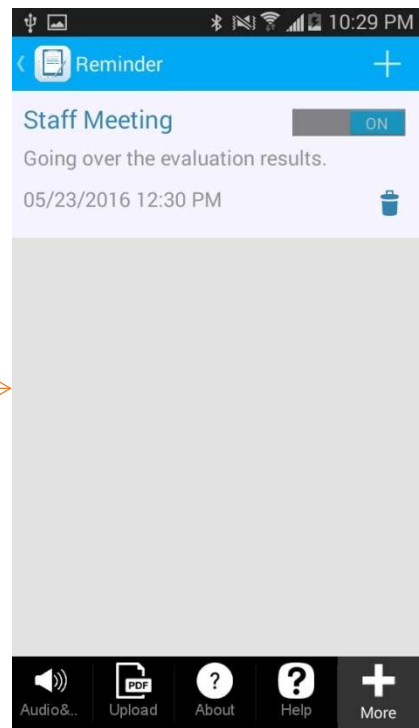 10:29 PM
Reminder
Staff Meeting
ON
Going over the evaluation results.
05/23/2016 12:30 PM
PDF
Audio&.. Upload About Help More